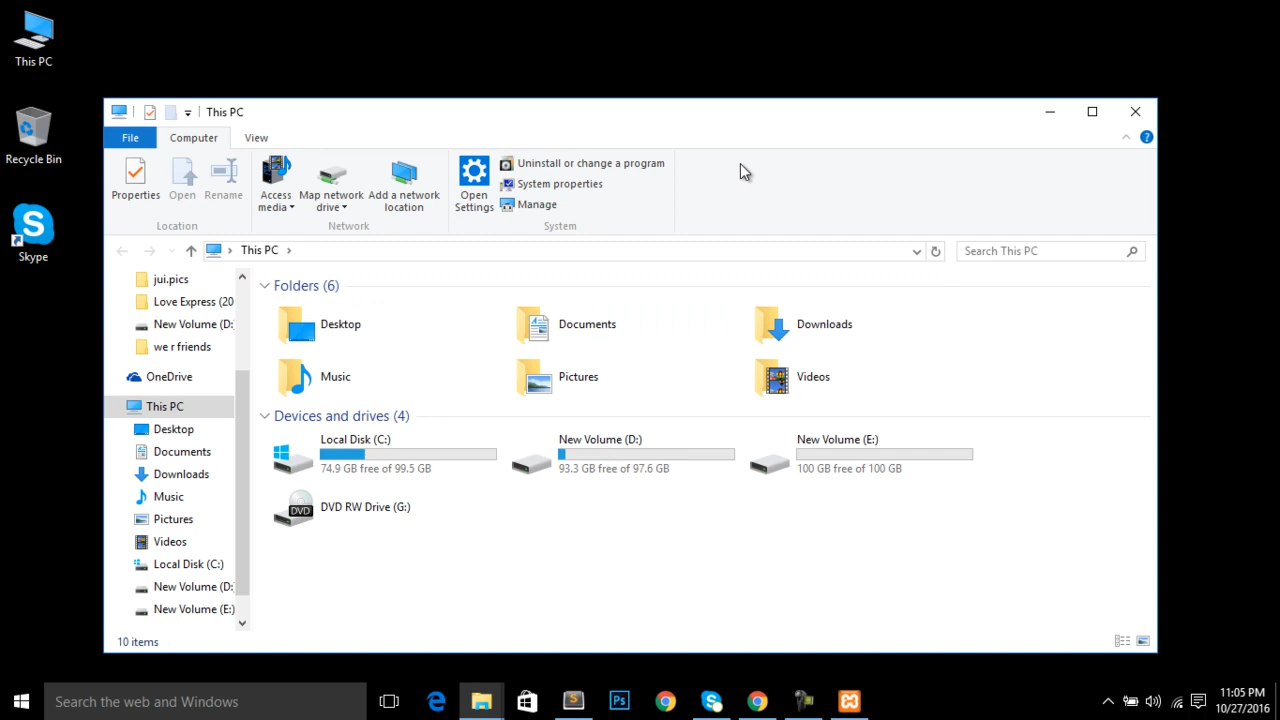 This PC
Recycle Bin
Skype
This PC
File
Computer
View
Properties
Open
Rename
Location
Access media
Map network drive
Add a network location
Network
Open Settings
Uninstall or change a program
System properties
Manage
System
This PC
Search This PC
jui.pics
Love Express (20
New Volume (D:
we r friends
OneDrive
This PC
Desktop
Documents
Downloads
Music
Pictures
Videos
Local Disk (C:)
New Volume (D:
New Volume (E:)
Folders (6)
Desktop
Documents
Downloads
Music
Pictures
Videos
Devices and drives (4)
Local Disk (C:)
74.9 GB free of 99.5 GB
New Volume (D:)
93.3 GB free of 97.6 GB
New Volume (E:)
100 GB free of 100 GB
DVD
DVD RW Drive (G:)
10 items
Search the web and Windows
Ps
11:05 PM
10/27/2016